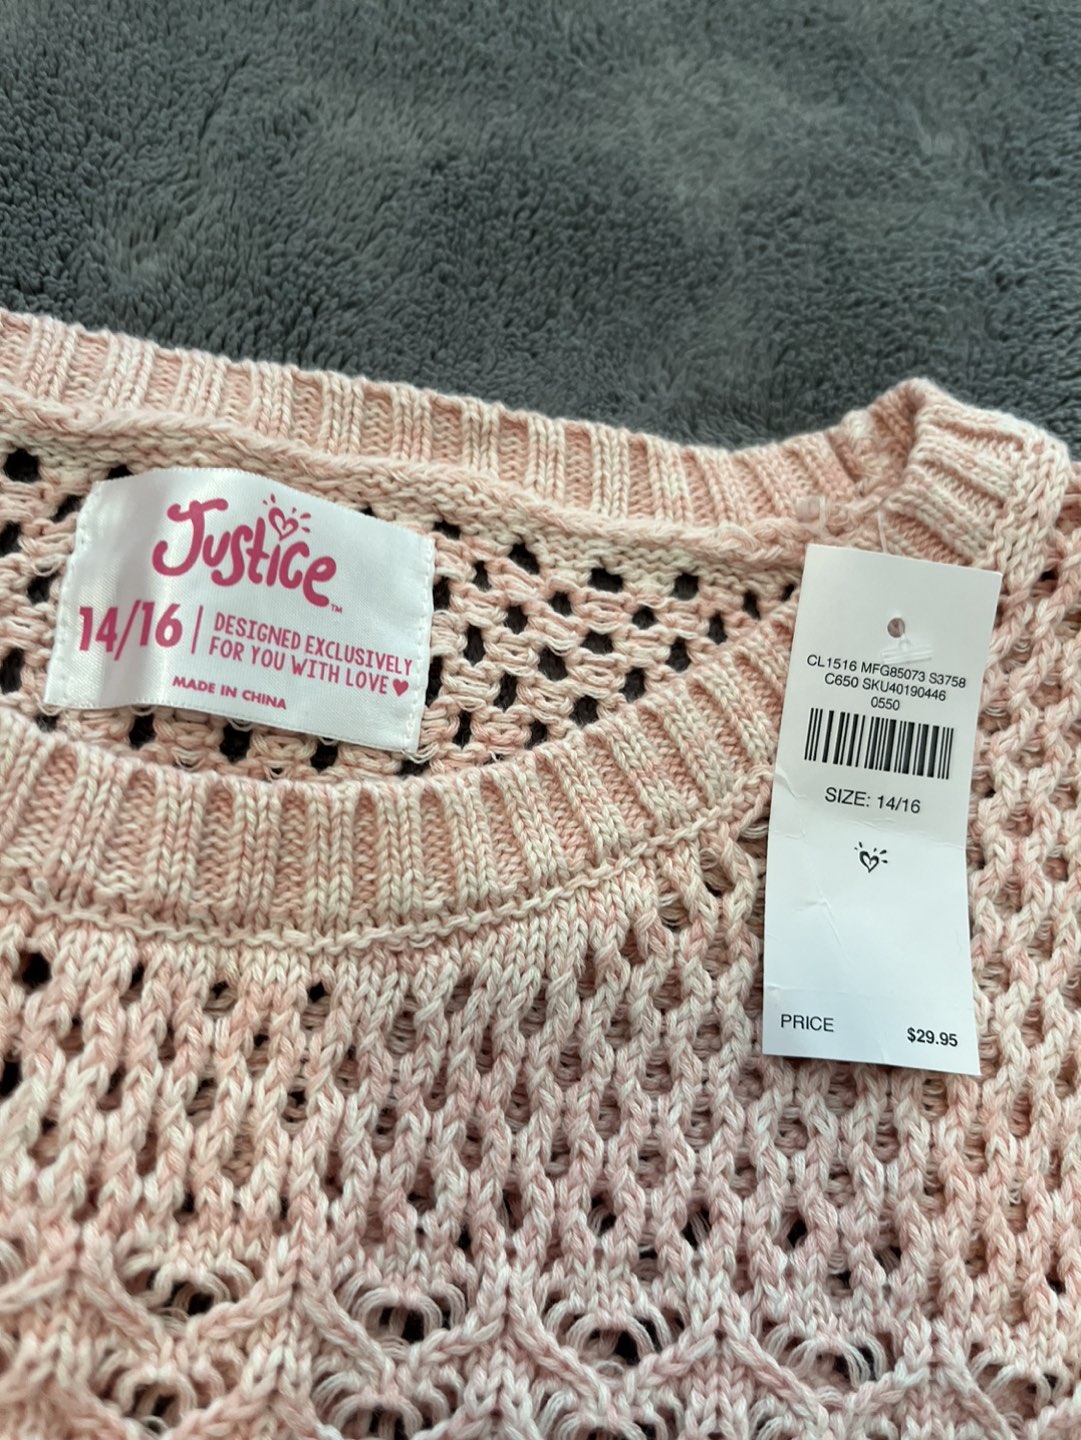 Justice™
14/16 | DESIGNED EXCLUSIVELY
FOR YOU WITH LOVE♥
MADE IN CHINA
CL1516 MFG85073 S3758
C650 SKU40190446
0550
SIZE: 14/16
PRICE $29.95